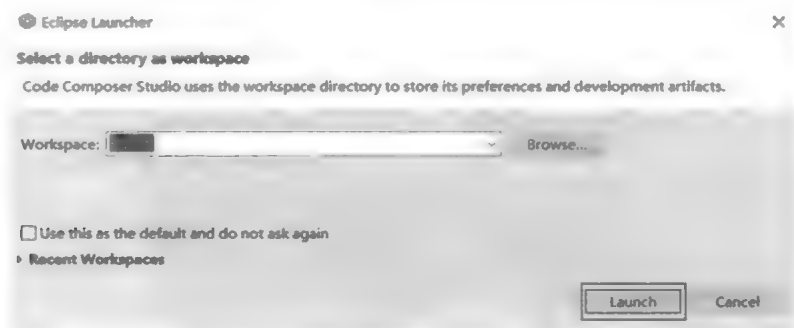 Eclipse Launcher
Select a directory as workspace
Code Composer Studio uses the workspace directory to store its preferences and development artifacts.
Workspace:
Browse...
Use this as the default and do not ask again
Recent Workspaces
Launch
Cancel